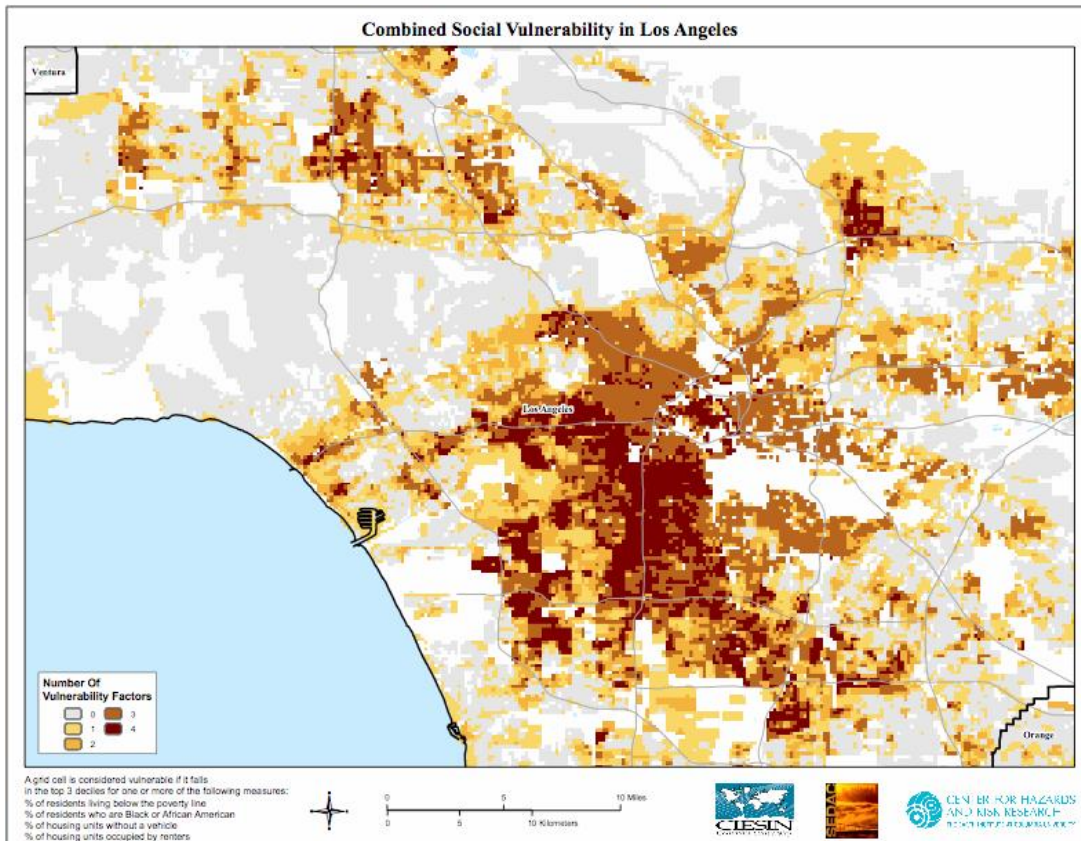 Combined Social Vulnerability in Los Angeles
Ventura
Los Angeles
Orange
Number Of
Vulnerability Factors
0 3
1 4
2
A grid cell is considered vulnerable if it falls
in the top 3 deciles for one or more of the following measures:
% of residents living below the poverty line
% of residents who are Black or African American
% of housing units without a vehicle
% of housing units occupied by renters
0 5 10 Miles
0 5 10 Kilometers
CIESIN
SEDAC
CENTER FOR HAZARDS
AND RISK RESEARCH